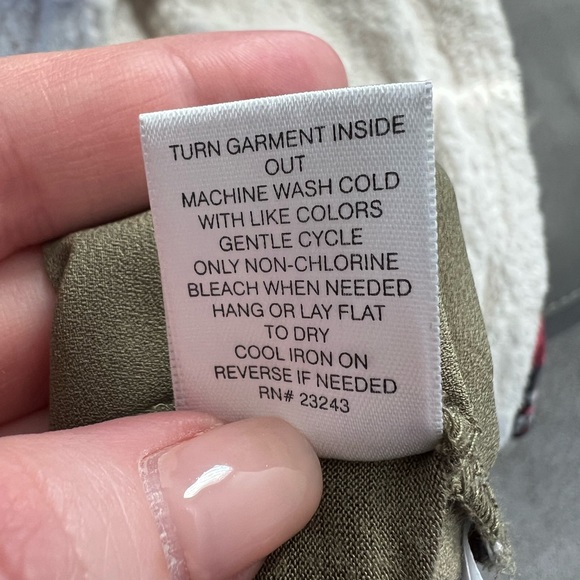 TURN GARMENT INSIDE
OUT
MACHINE WASH COLD
WITH LIKE COLORS
GENTLE CYCLE
ONLY NON-CHLORINE
BLEACH WHEN NEEDED
HANG OR LAY FLAT
TO DRY
COOL IRON ON
REVERSE IF NEEDED
RN# 23243